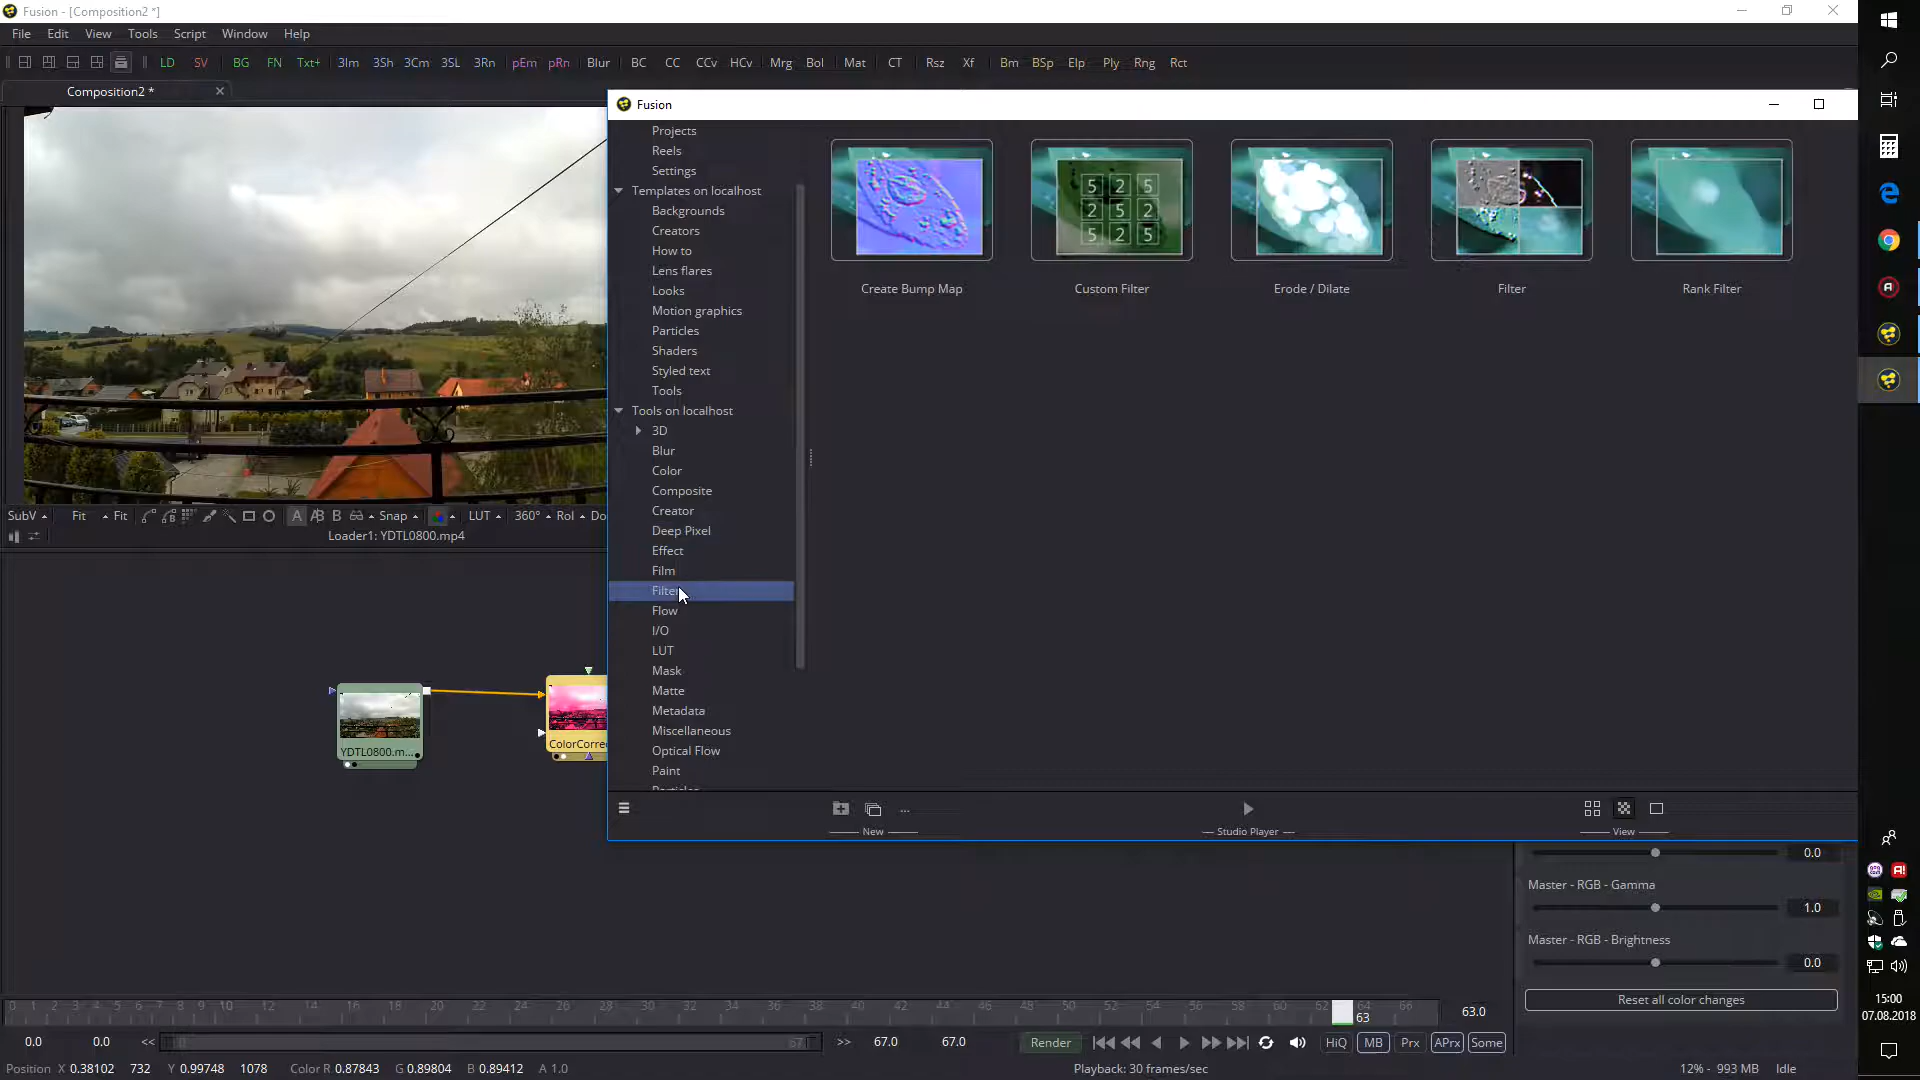 Fusion - [Composition2 *]
File Edit View Tools Script Window Help
LD SV BG FN Txt+ 3Im 3Sh 3Cm 3SL 3Rn pEm pRn Blur BC CC CCv HCv Mrg Bol Mat CT Rsz Xf Bm BSp Elp Ply Rng Rct
Composition2 *
Fusion
Projects
Reels
Settings
Templates on localhost
Backgrounds
Creators
How to
Lens flares
Looks
Motion graphics
Particles
Shaders
Styled text
Tools
Tools on localhost
3D
Blur
Color
Composite
Creator
Deep Pixel
Effect
Film
Filter
Flow
I/O
LUT
Mask
Matte
Metadata
Miscellaneous
Optical Flow
Paint
5 2 5
2 5 2
5 2 5
Create Bump Map Custom Filter Erode / Dilate Filter Rank Filter
SubV Fit Fit A B Snap LUT 360° RoI Do
Loader1: YDTL0800.mp4
YDTL0800.m...
ColorCorre
... New
Studio Player
View
0.0
Master - RGB - Gamma
1.0
Master - RGB - Brightness
0.0
Reset all color changes
0 1 2 3 4 5 6 7 8 9 10 12 14 16 18 20 22 24 26 28 30 32 34 36 38 40 42 44 46 48 50 52 54 56 58 60 62 64 66
63 63.0
0.0 0.0 << 67 >> 67.0 67.0 Render HiQ MB Prx APrx Some
Position X 0.38102 732 Y 0.99748 1078 Color R 0.87843 G 0.89804 B 0.89412 A 1.0 Playback: 30 frames/sec 12% - 993 MB Idle
15:00
07.08.2018